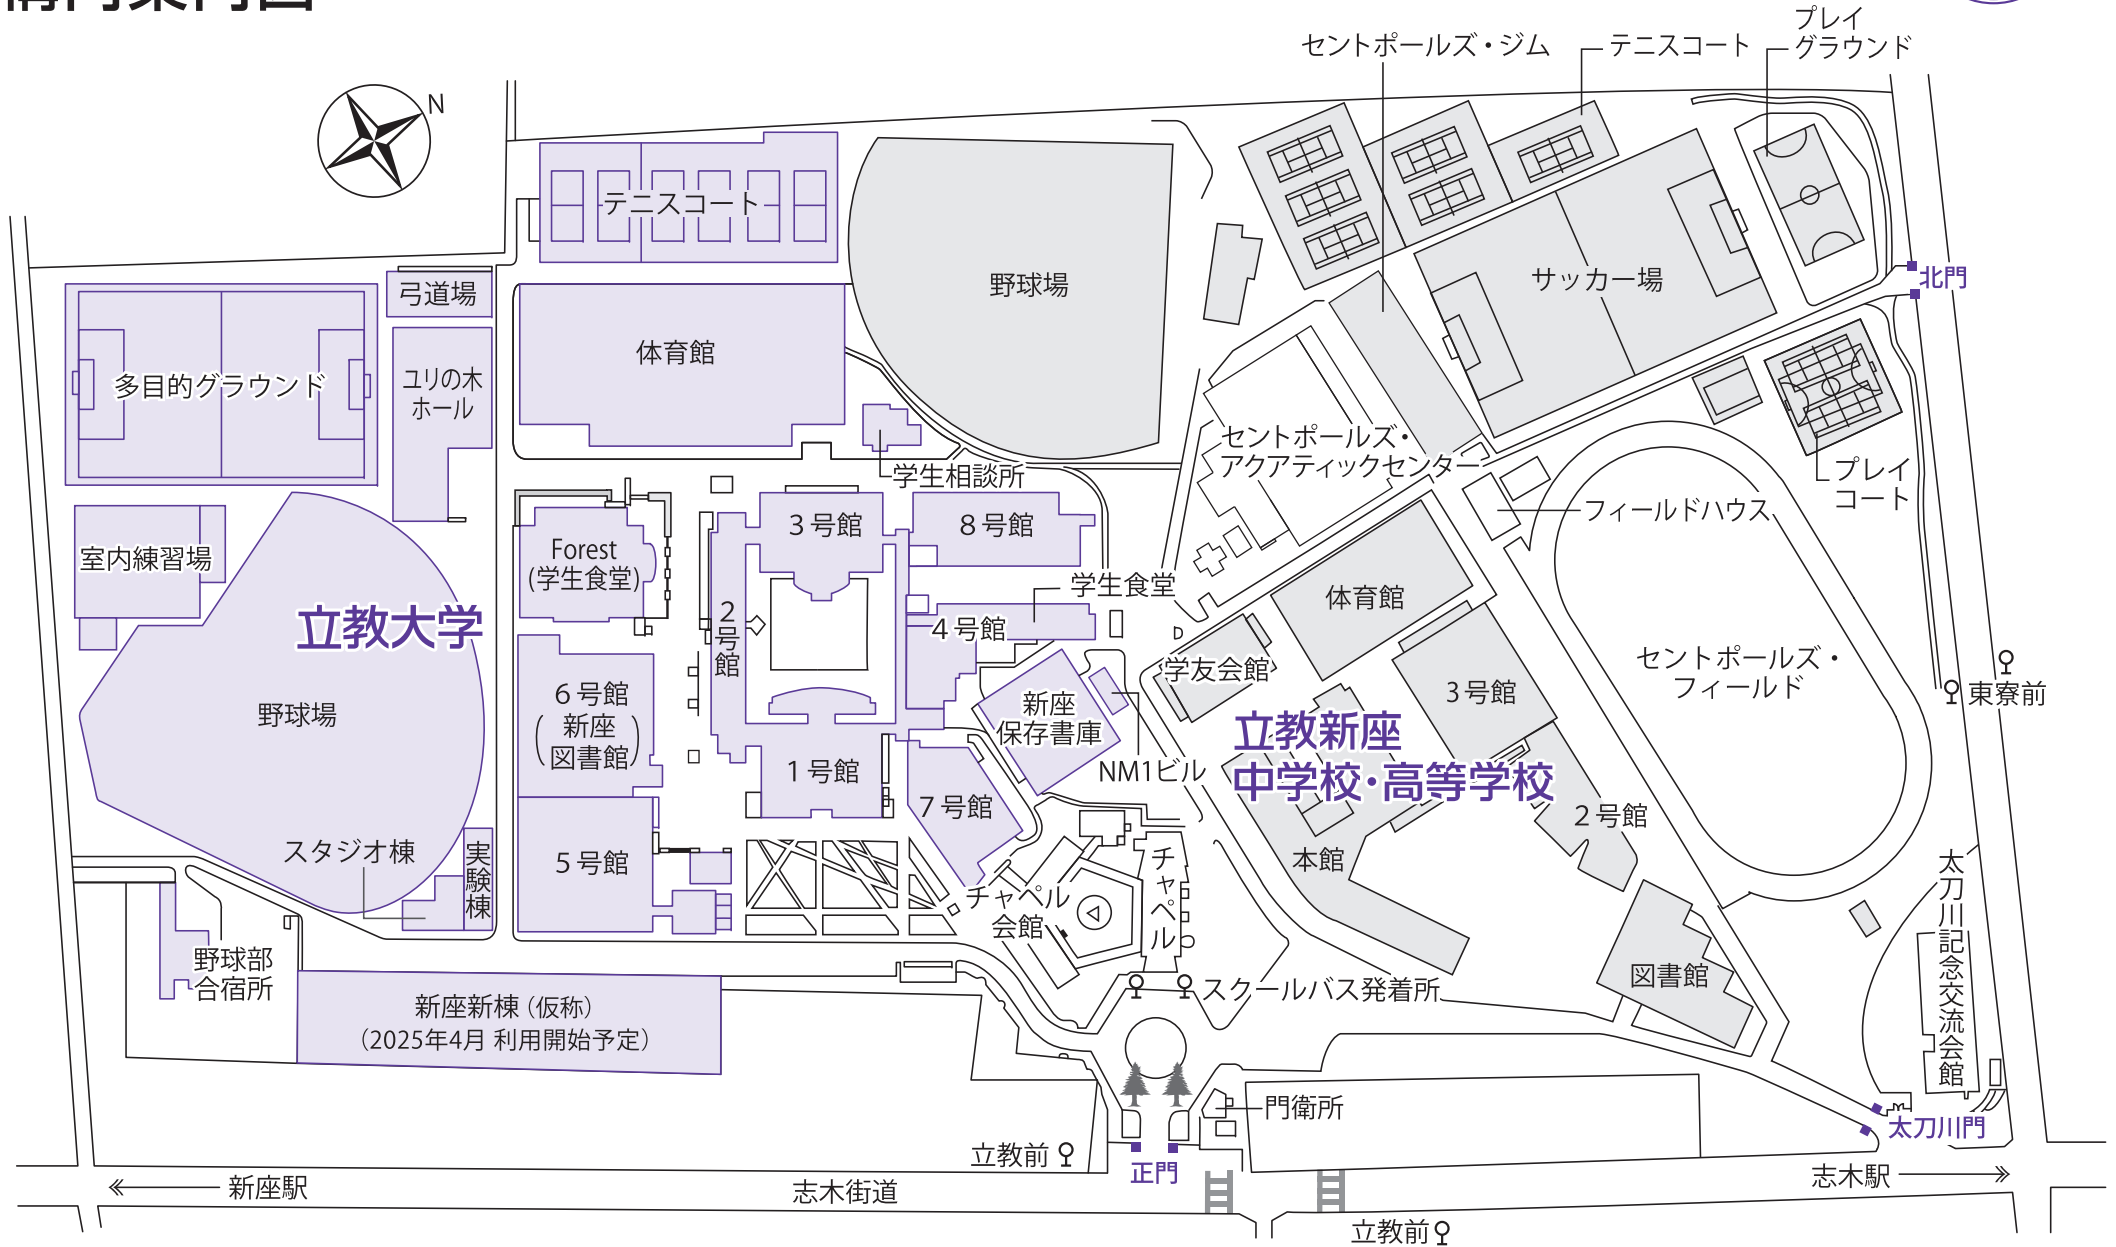 構内案内図
N
セントポールズ・ジム
テニスコート
プレイ
グラウンド
テニスコート
野球場
サッカー場
北門
弓道場
体育館
多目的グラウンド
ユリの木
ホール
学生相談所
セントポールズ・
アクアティックセンター
プレイ
コート
フィールドハウス
室内練習場
Forest
(学生食堂)
3号館
8号館
学生食堂
2号館
4号館
体育館
立教大学
学友会館
3号館
セントポールズ・
フィールド
東寮前
野球場
6号館
(新座
図書館)
新座
保存書庫
NM1ビル
立教新座
中学校・高等学校
1号館
7号館
2号館
スタジオ棟
実験棟
5号館
チャペル
会館
チャペル
本館
太刀川記念交流会館
図書館
野球部
合宿所
スクールバス発着所
新座新棟(仮称)
(2025年4月 利用開始予定)
門衛所
太刀川門
立教前
正門
新座駅
志木街道
志木駅
立教前